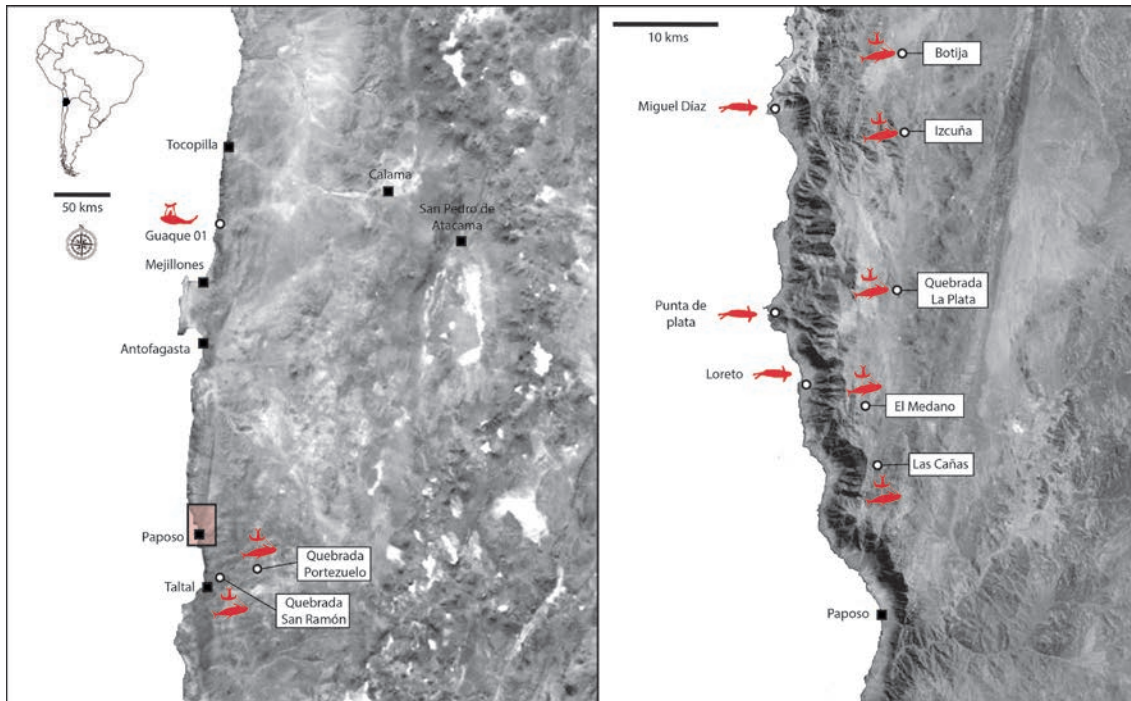 Tocopilla
Calama
50 kms
San Pedro de
Atacama
Guaque 01
Mejillones
Antofagasta
Paposo
Quebrada
Portezuelo
Taltal
Quebrada
San Ramón
10 kms
Botija
Miguel Díaz
Izcuña
Quebrada
La Plata
Punta de
plata
Loreto
El Medano
Las Cañas
Paposo